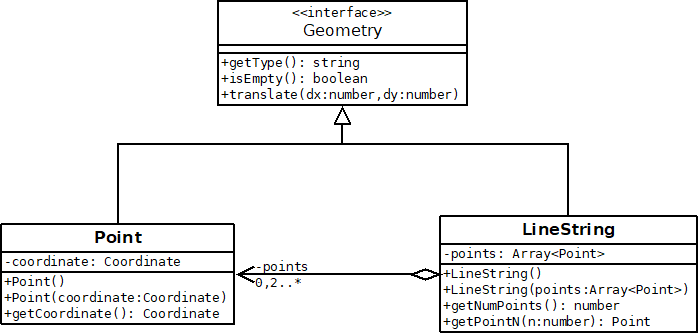 <<interface>>
Geometry
+getType(): string
+isEmpty(): boolean
+translate(dx:number,dy:number)
Point
-coordinate: Coordinate
+Point()
+Point(coordinate:Coordinate)
+getCoordinate(): Coordinate
-points
0,2..*
LineString
-points: Array<Point>
+LineString()
+LineString(points:Array<Point>)
+getNumPoints(): number
+getPointN(n:number): Point